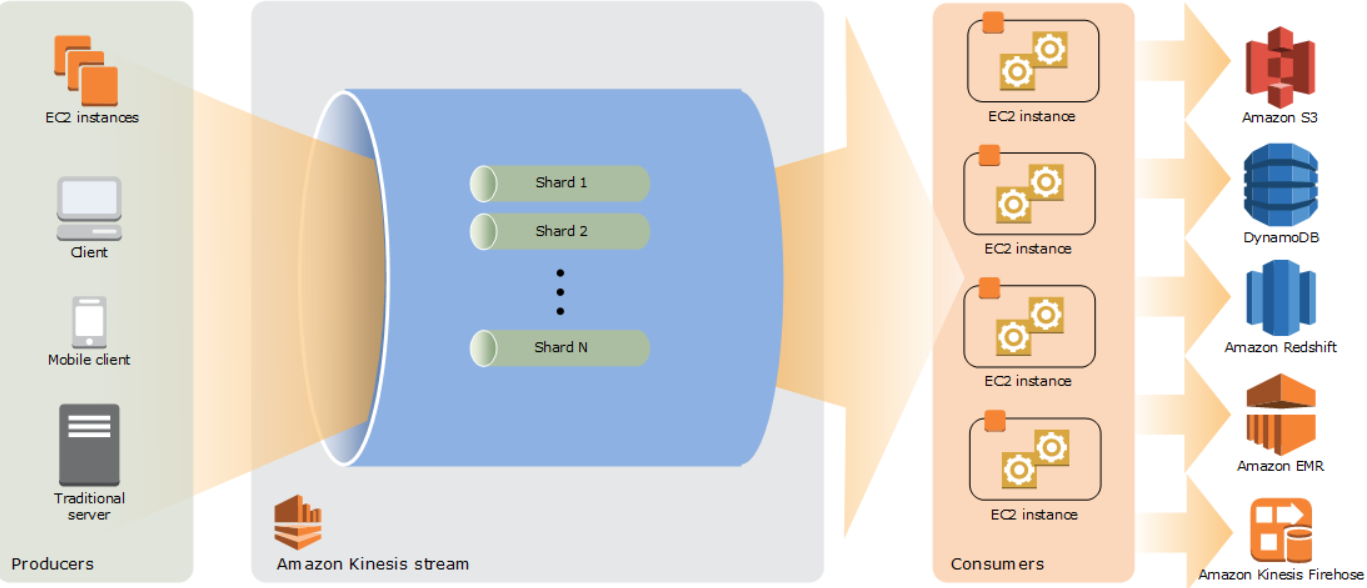 EC2 instances
Client
Mobile client
Traditional
server
Producers
Shard 1
Shard 2
Shard N
Amazon Kinesis stream
EC2 instance
EC2 instance
EC2 instance
EC2 instance
Consumers
Amazon S3
DynamoDB
Amazon Redshift
Amazon EMR
Amazon Kinesis Firehose